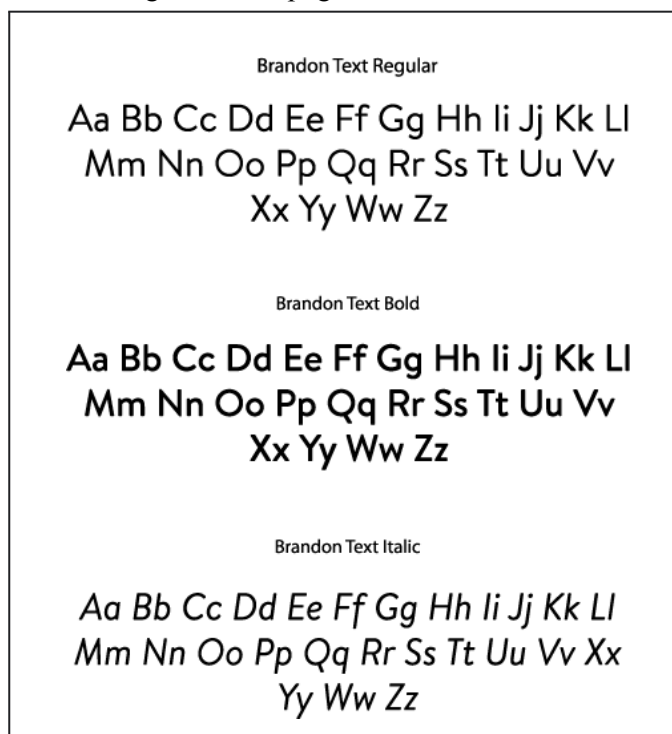 Brandon Text Regular
Aa Bb Cc Dd Ee Ff Gg Hh Ii Jj Kk Ll
Mm Nn Oo Pp Qq Rr Ss Tt Uu Vv
Xx Yy Ww Zz
Brandon Text Bold
Aa Bb Cc Dd Ee Ff Gg Hh Ii Jj Kk Ll
Mm Nn Oo Pp Qq Rr Ss Tt Uu Vv
Xx Yy Ww Zz
Brandon Text Italic
Aa Bb Cc Dd Ee Ff Gg Hh Ii Jj Kk Ll
Mm Nn Oo Pp Qq Rr Ss Tt Uu Vv Xx
Yy Ww Zz